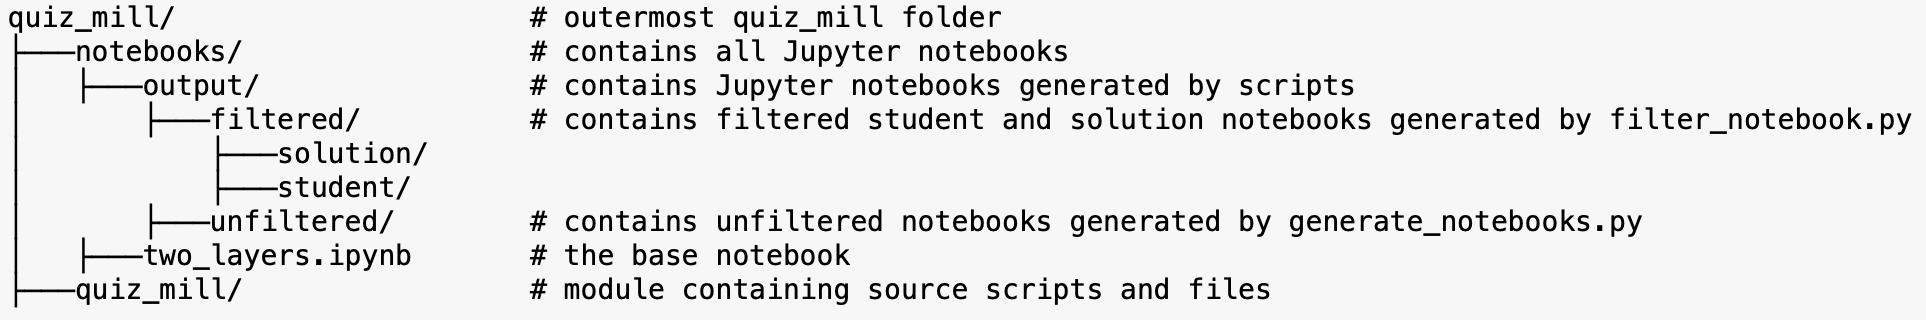 quiz_mill/                     # outermost quiz_mill folder
├───notebooks/                 # contains all Jupyter notebooks
│   ├───output/                # contains Jupyter notebooks generated by scripts
│       ├───filtered/          # contains filtered student and solution notebooks generated by filter_notebook.py
│           ├───solution/
│           ├───student/
│       ├───unfiltered/        # contains unfiltered notebooks generated by generate_notebooks.py
│   ├───two_layers.ipynb       # the base notebook
├───quiz_mill/                 # module containing source scripts and files